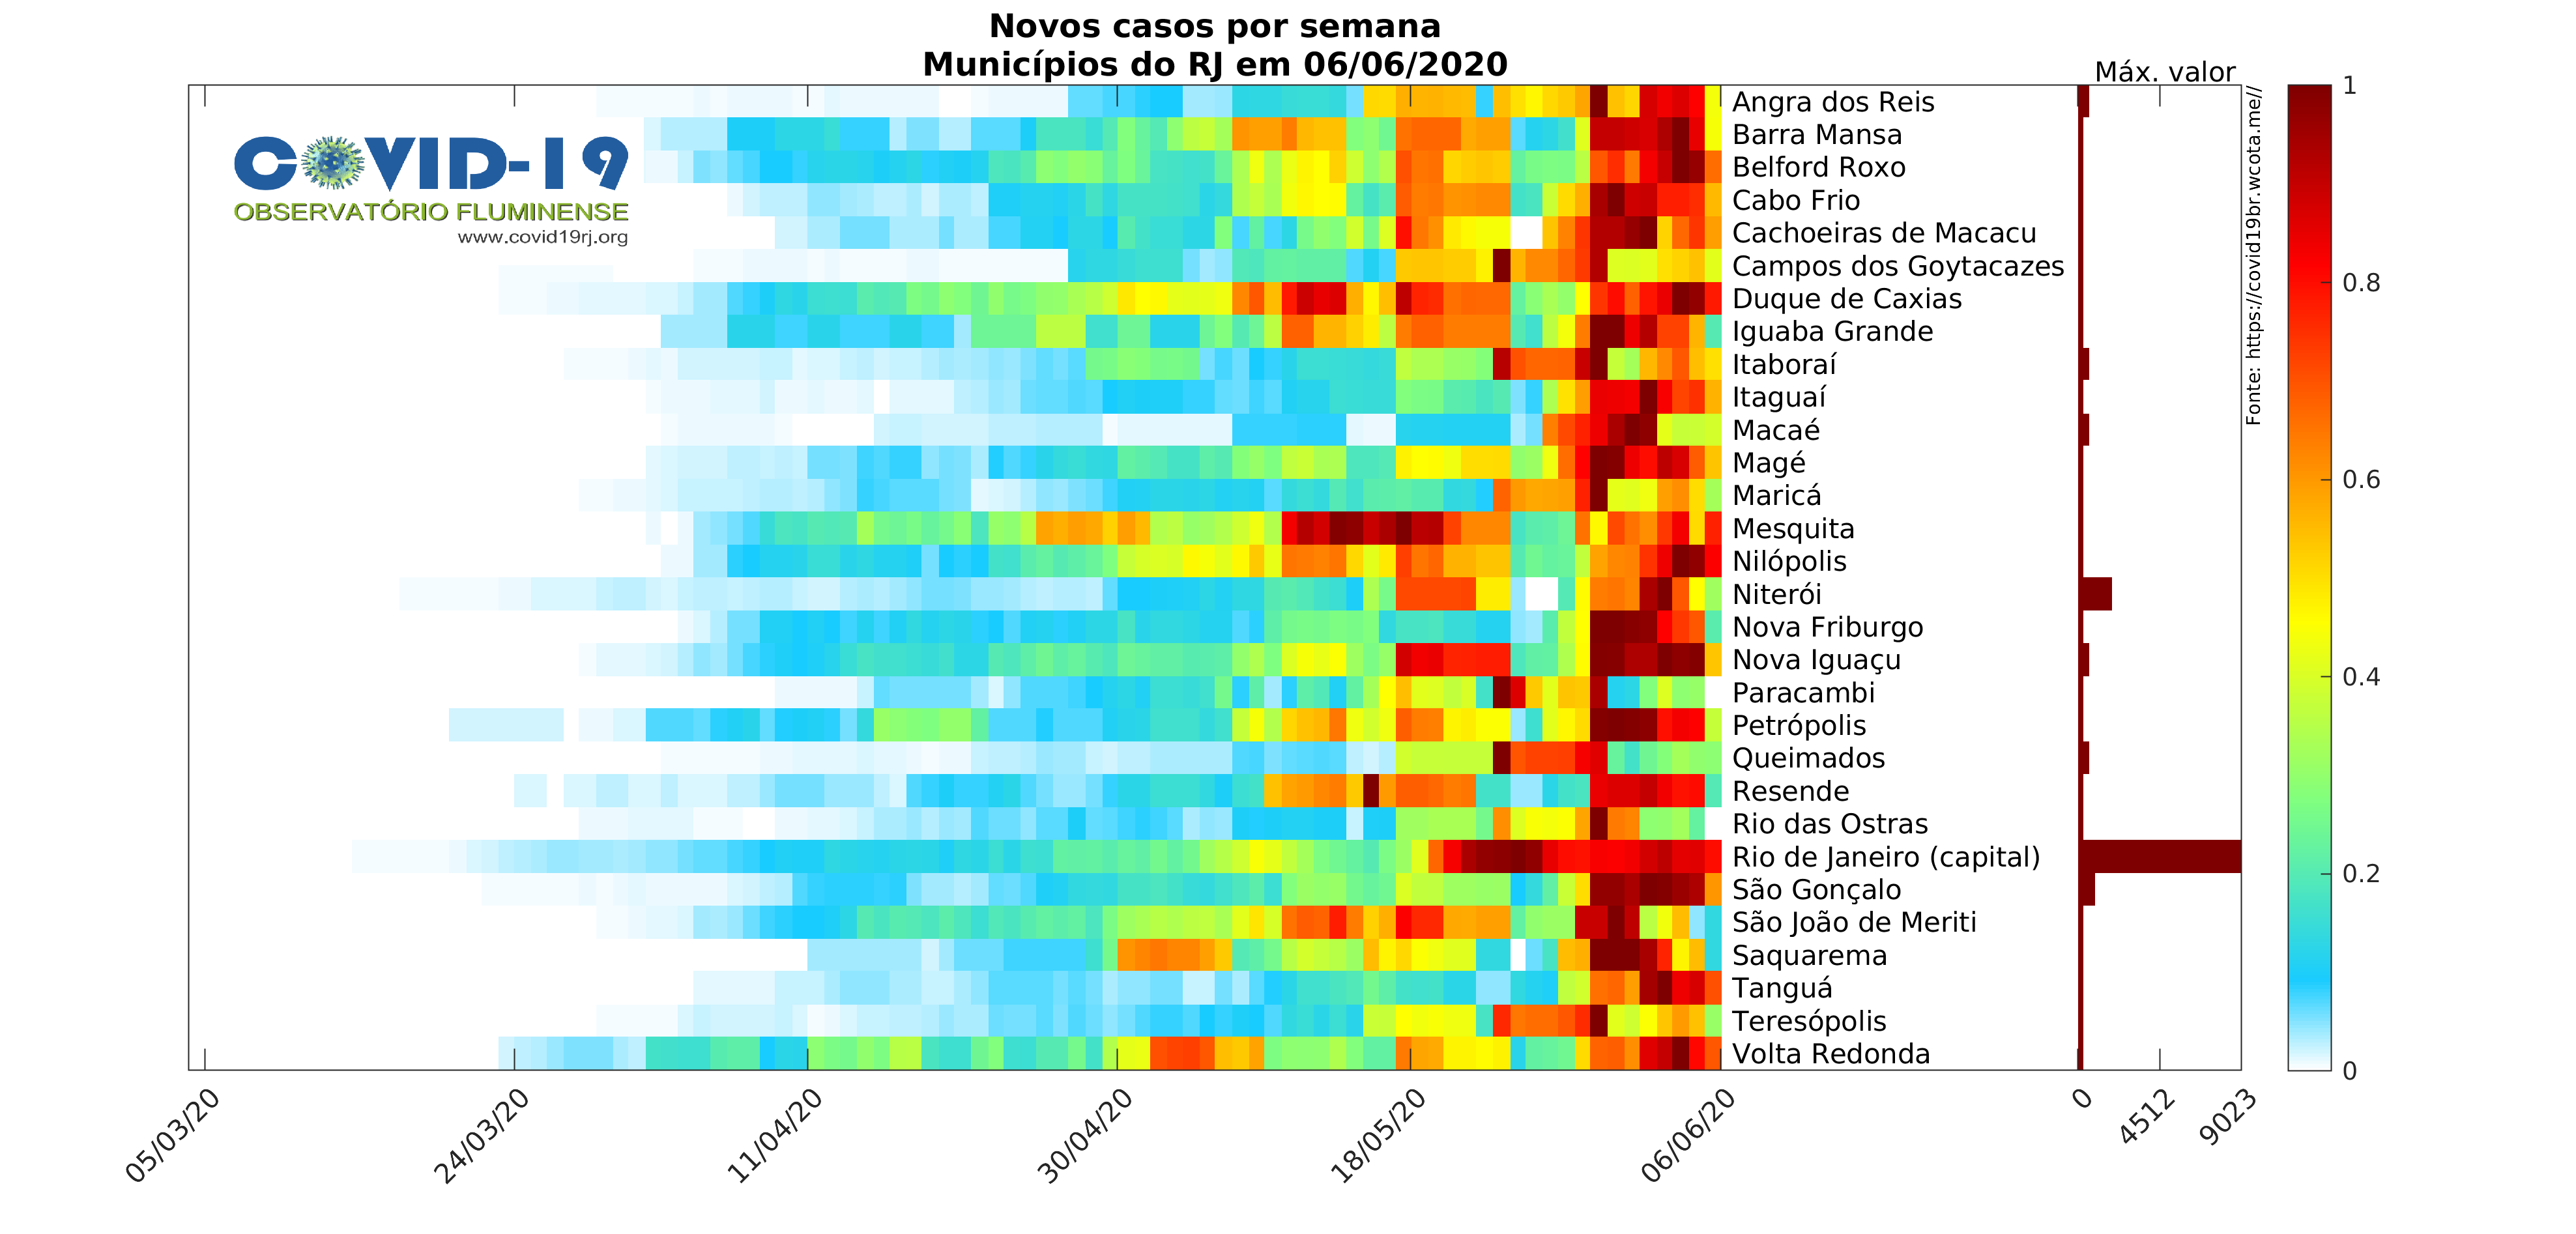 Novos casos por semana
Municípios do RJ em 06/06/2020
Máx. valor
COVID-19
OBSERVATÓRIO FLUMINENSE
www.covid19rj.org
Angra dos Reis
Barra Mansa
Belford Roxo
Cabo Frio
Cachoeiras de Macacu
Campos dos Goytacazes
Duque de Caxias
Iguaba Grande
Itaboraí
Itaguaí
Macaé
Magé
Maricá
Mesquita
Nilópolis
Niterói
Nova Friburgo
Nova Iguaçu
Paracambi
Petrópolis
Queimados
Resende
Rio das Ostras
Rio de Janeiro (capital)
São Gonçalo
São João de Meriti
Saquarema
Tanguá
Teresópolis
Volta Redonda
Fonte: https://covid19br.wcota.me//
1
0.8
0.6
0.4
0.2
0
05/03/20
24/03/20
11/04/20
30/04/20
18/05/20
06/06/20
0
4512
9023